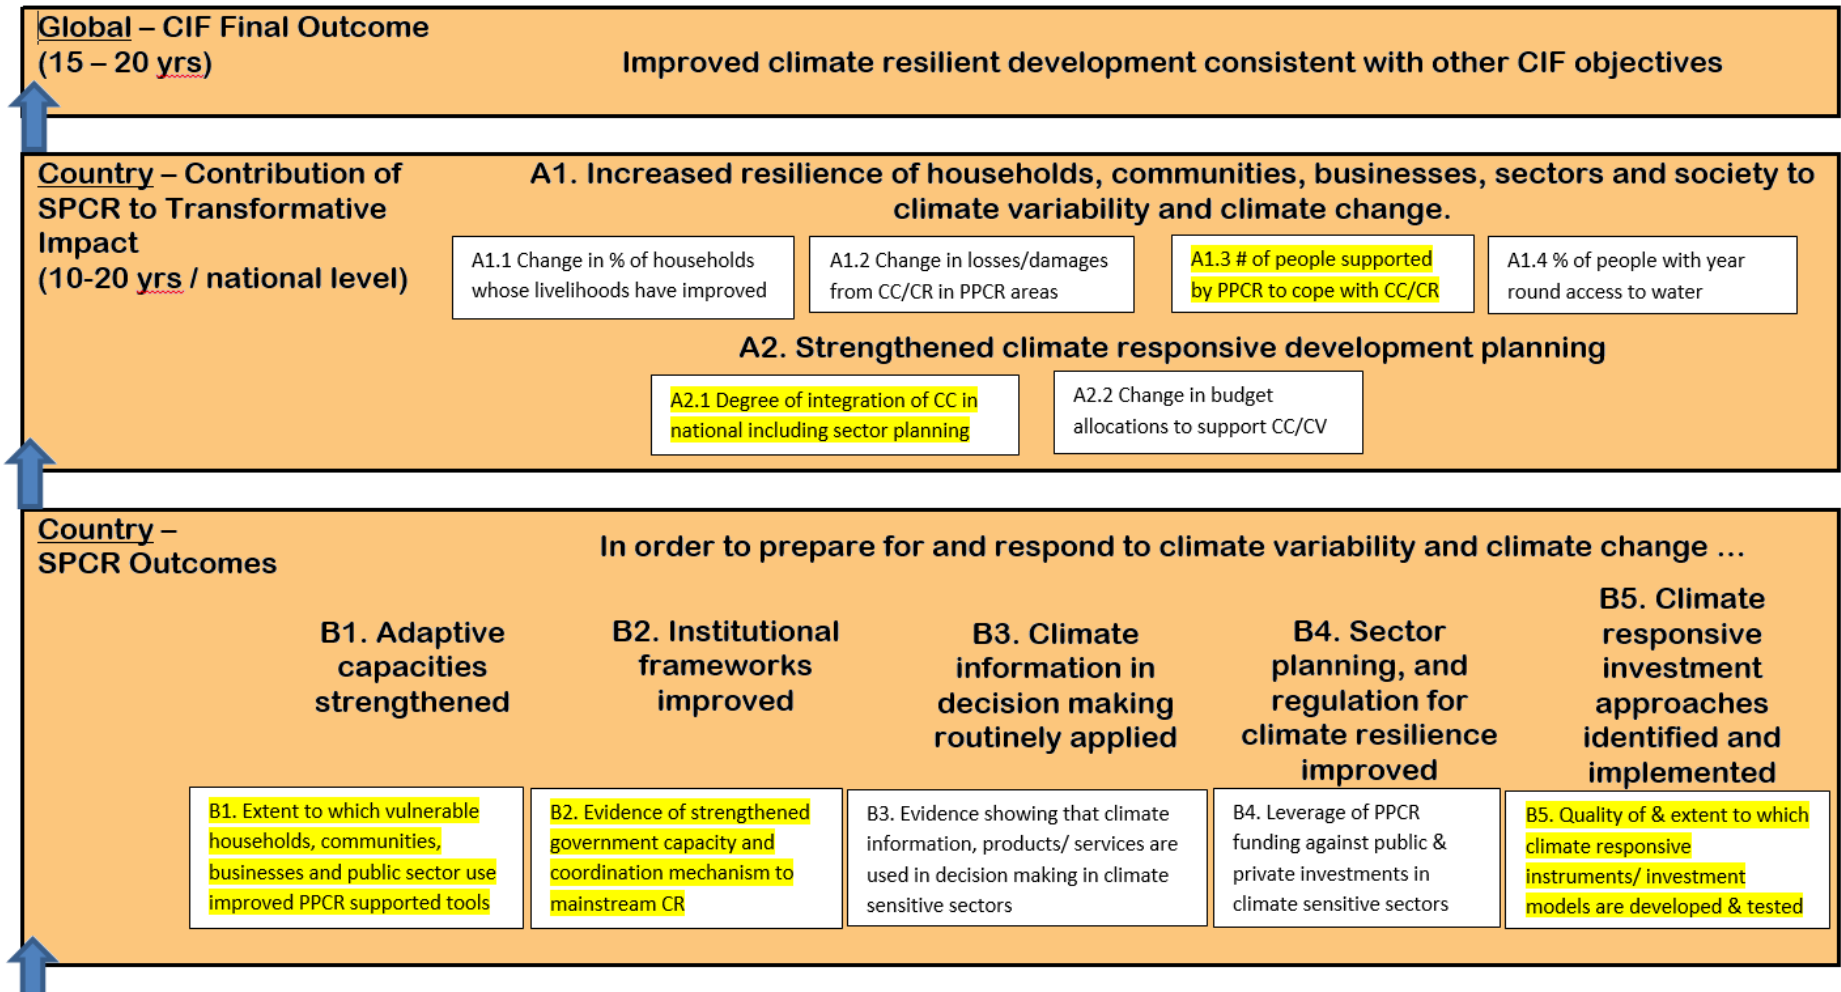 Global – CIF Final Outcome
(15 – 20 yrs)
Improved climate resilient development consistent with other CIF objectives
Country – Contribution of
SPCR to Transformative
Impact
(10-20 yrs / national level)
A1. Increased resilience of households, communities, businesses, sectors and society to
climate variability and climate change.
A1.1 Change in % of households
whose livelihoods have improved
A1.2 Change in losses/damages
from CC/CR in PPCR areas
A1.3 # of people supported
by PPCR to cope with CC/CR
A1.4 % of people with year
round access to water
A2. Strengthened climate responsive development planning
A2.1 Degree of integration of CC in
national including sector planning
A2.2 Change in budget
allocations to support CC/CV
Country –
SPCR Outcomes
In order to prepare for and respond to climate variability and climate change ...
B1. Adaptive
capacities
strengthened
B2. Institutional
frameworks
improved
B3. Climate
information in
decision making
routinely applied
B4. Sector
planning, and
regulation for
climate resilience
improved
B5. Climate
responsive
investment
approaches
identified and
implemented
B1. Extent to which vulnerable
households, communities,
businesses and public sector use
improved PPCR supported tools
B2. Evidence of strengthened
government capacity and
coordination mechanism to
mainstream CR
B3. Evidence showing that climate
information, products/ services are
used in decision making in climate
sensitive sectors
B4. Leverage of PPCR
funding against public &
private investments in
climate sensitive sectors
B5. Quality of & extent to which
climate responsive
instruments/ investment
models are developed & tested